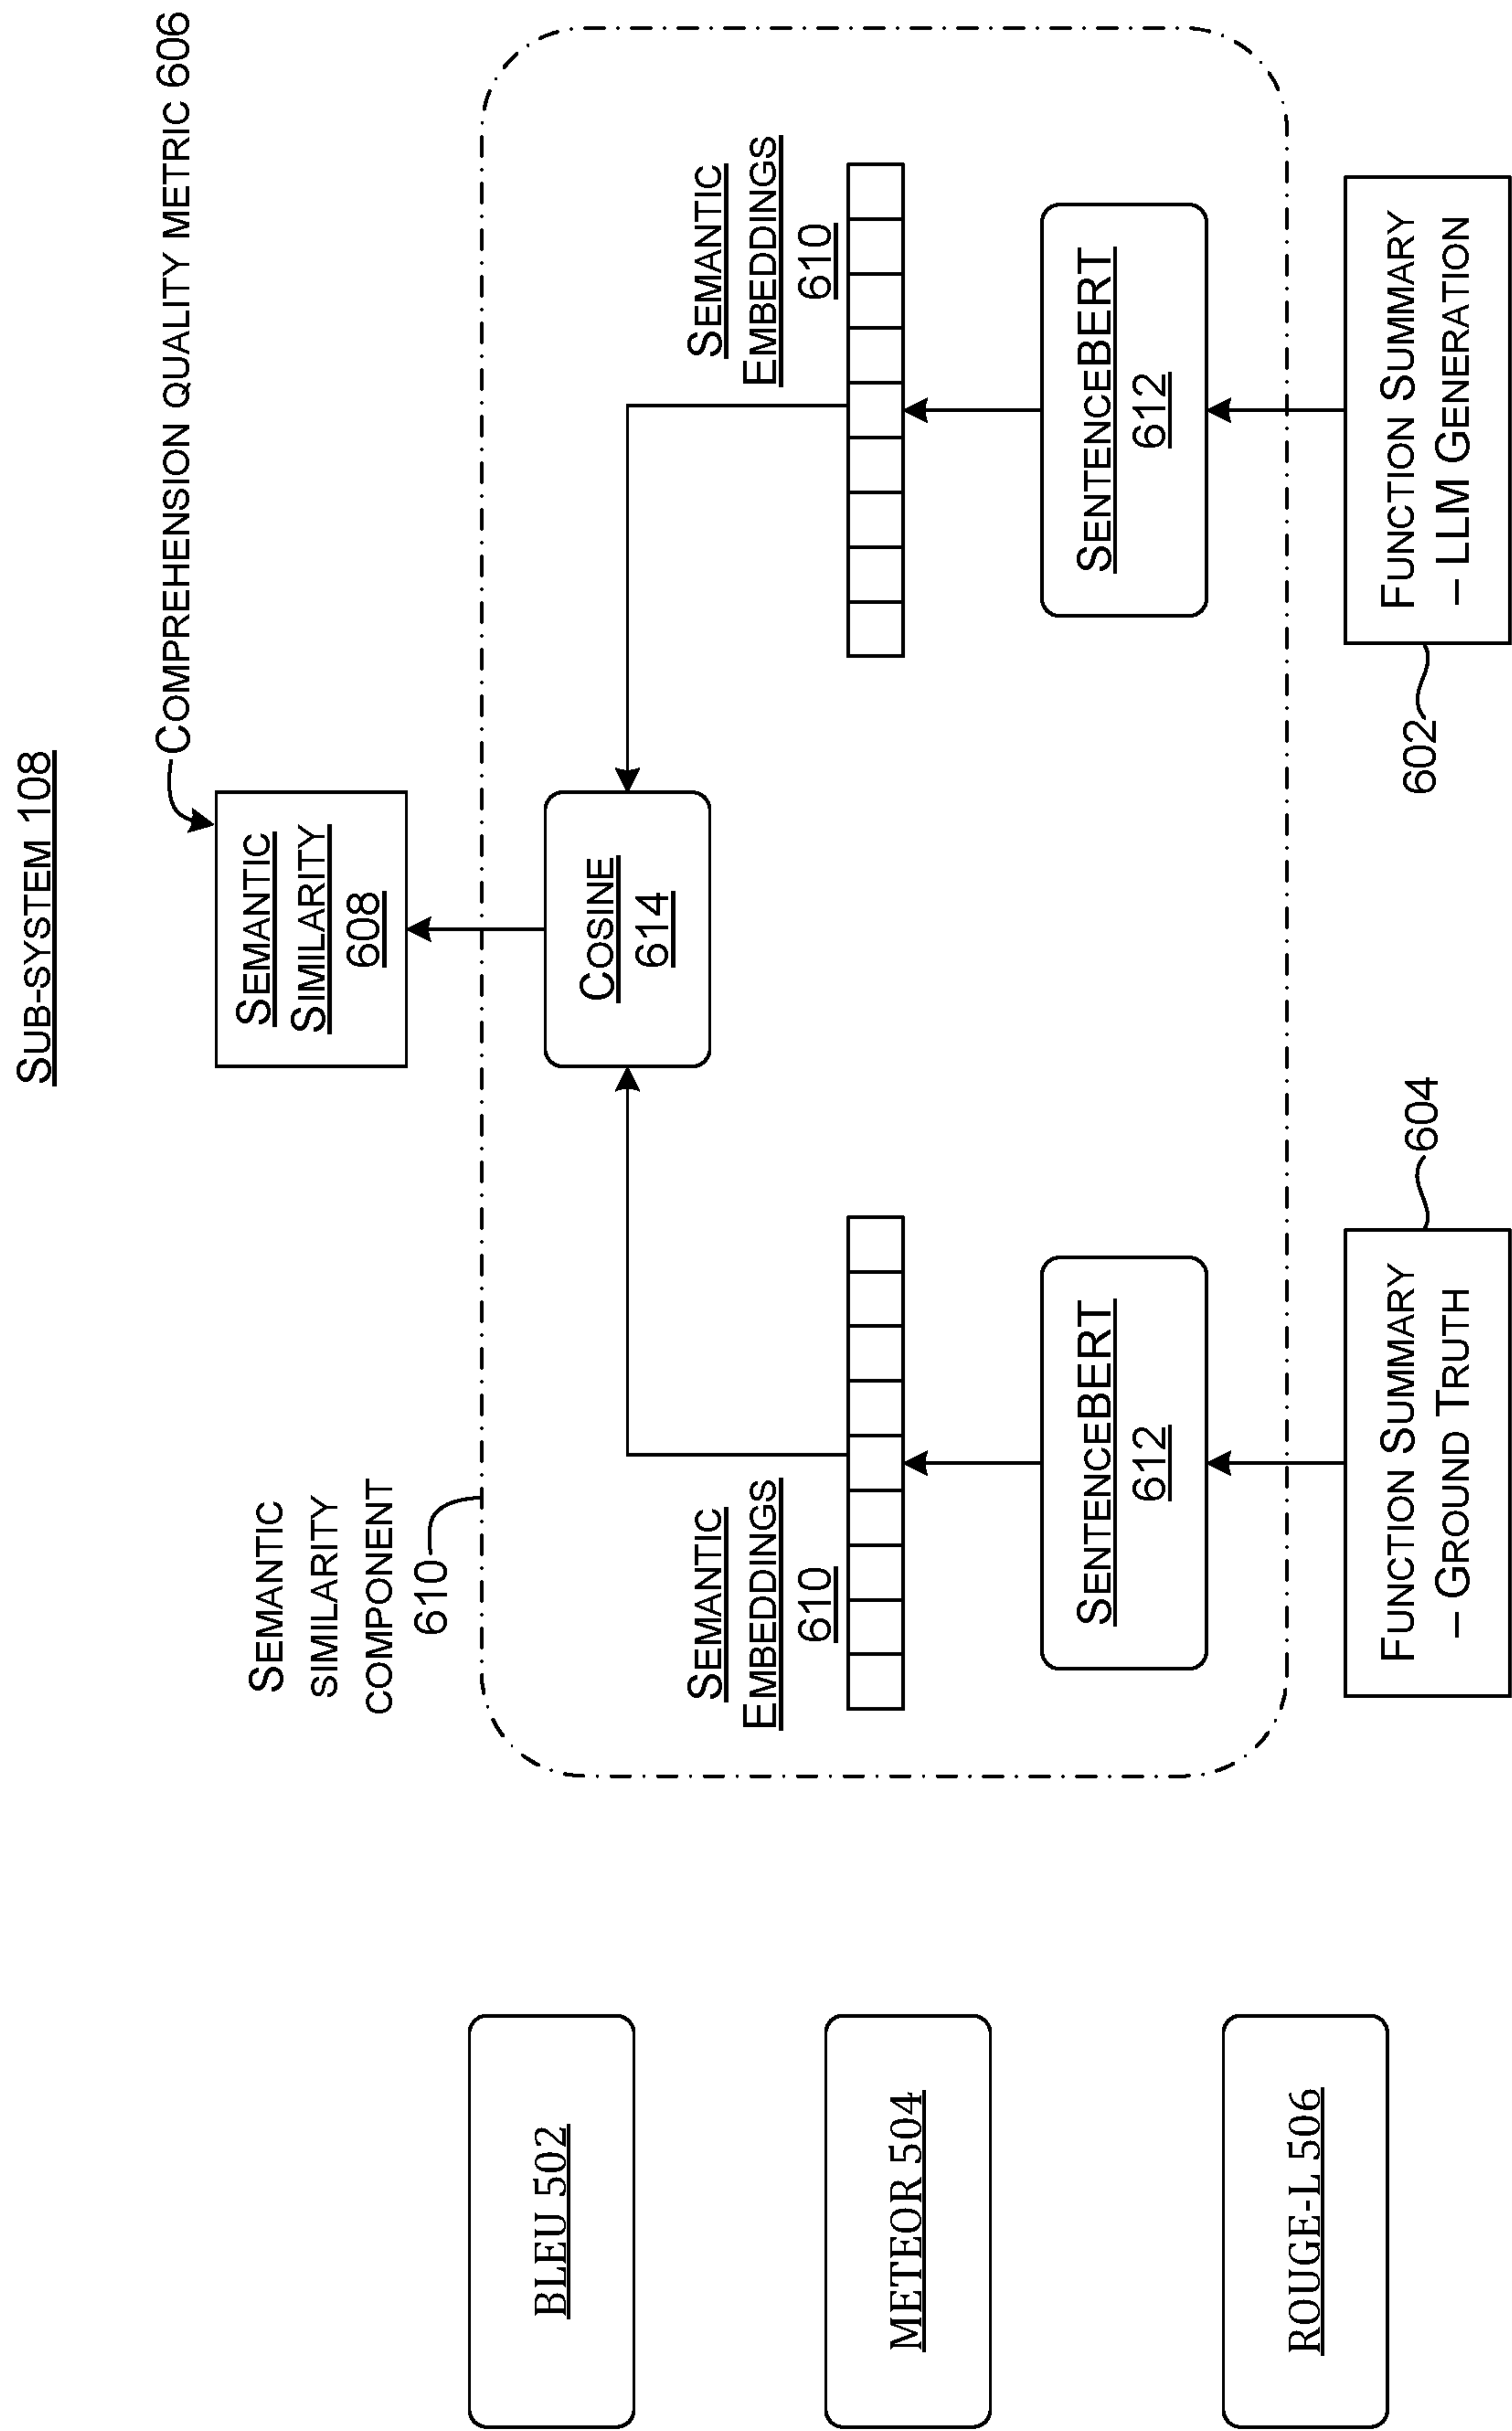 SUB-SYSTEM 108
COMPREHENSION QUALITY METRIC 606
SEMANTIC
SIMILARITY
608
SEMANTIC
SIMILARITY
COMPONENT
610
COSINE
614
SEMANTIC
EMBEDDINGS
610
SEMANTIC
EMBEDDINGS
610
SENTENCEBERT
612
SENTENCEBERT
612
FUNCTION SUMMARY
– GROUND TRUTH
604
FUNCTION SUMMARY
– LLM GENERATION
602
BLEU 502
METEOR 504
ROUGE-L 506